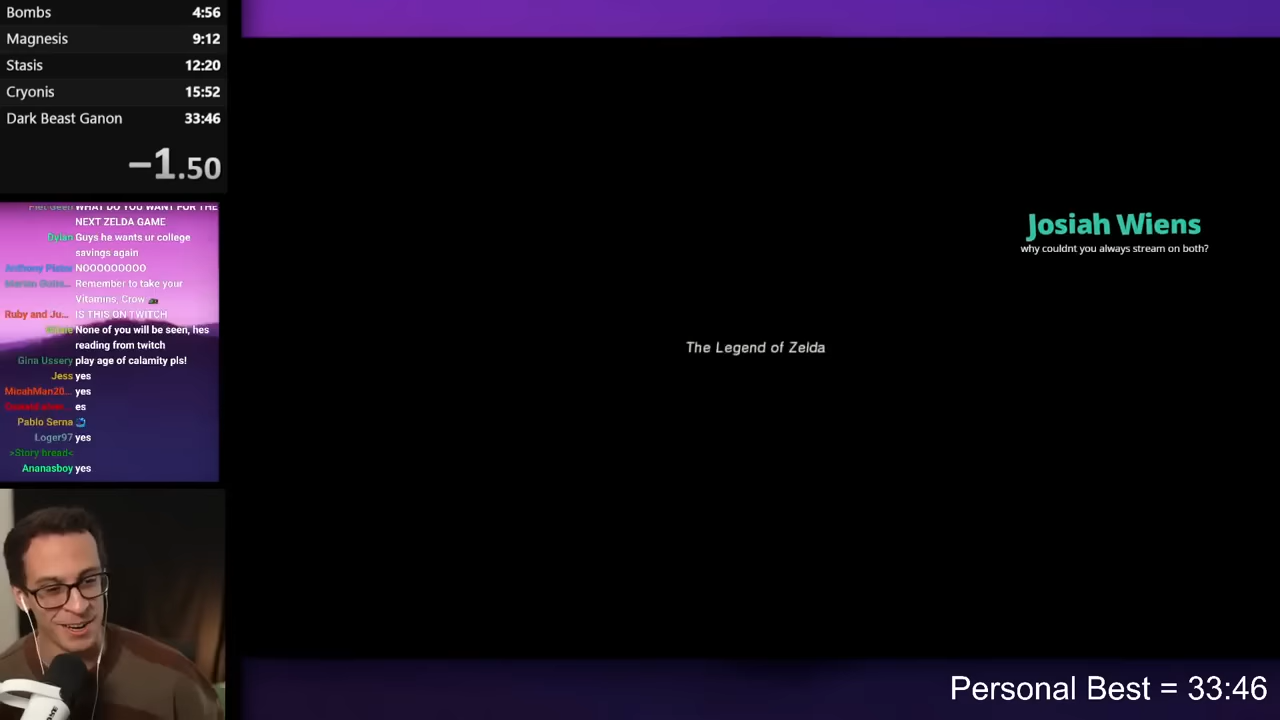 Bombs 4:56
Magnesis 9:12
Stasis 12:20
Cryonis 15:52
Dark Beast Ganon 33:46
−1.50
WHAT DO YOU WANT FOR THE
NEXT ZELDA GAME
Dylan Guys he wants ur college
savings again
NOOOOOOOOO
Remember to take your
Vitamins, Crow
Ruby and Ju... IS THIS ON TWITCH
None of you will be seen, hes
reading from twitch
Gina Ussery play age of calamity pls!
Jess yes
MicahMan20... yes
es
Pablo Serna
Loger97 yes
>Story hread<
Ananasboy yes
Josiah Wiens
why couldnt you always stream on both?
The Legend of Zelda
Personal Best = 33:46